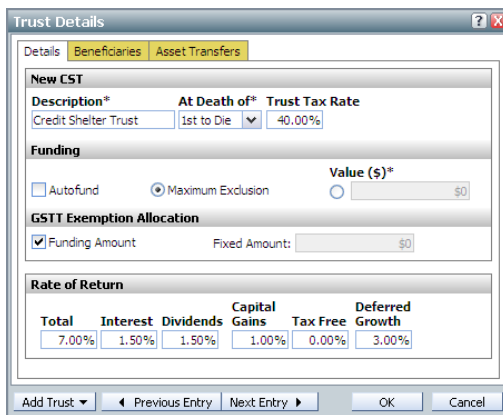 Trust Details
Details Beneficiaries Asset Transfers
New CST
Description* At Death of* Trust Tax Rate
Credit Shelter Trust 1st to Die 40.00%
Funding
Value ($)*
Autofund Maximum Exclusion $0
GSTT Exemption Allocation
Funding Amount Fixed Amount: $0
Rate of Return
Capital Deferred
Total Interest Dividends Gains Tax Free Growth
7.00% 1.50% 1.50% 1.00% 0.00% 3.00%
Add Trust Previous Entry Next Entry OK Cancel